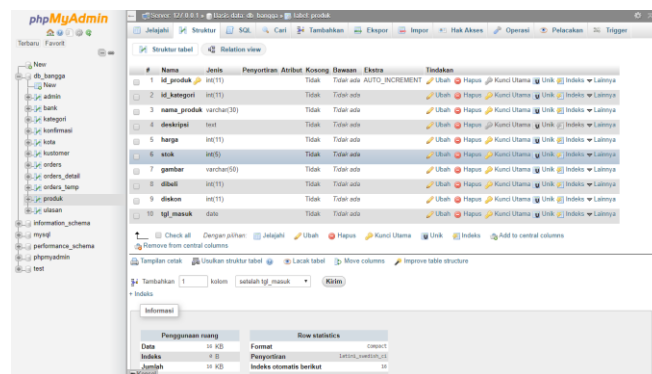 phpMyAdmin
Terbaru Favorit
New
db_bangga
New
admin
bank
kategori
konfirmasi
kota
kustomer
orders
orders_detail
orders_temp
produk
ulasan
information_schema
mysql
performance_schema
phpmyadmin
test
Server: 127.0.0.1 » Basis data: db_bangga » Tabel: produk
Jelajahi Struktur SQL Cari Tambahkan Ekspor Impor Hak Akses Operasi Pelacakan Trigger
Struktur tabel Relation view
# Nama Jenis Penyortiran Atribut Kosong Bawaan Ekstra Tindakan
1 id_produk int(11) Tidak Tidak ada AUTO_INCREMENT Ubah Hapus Kunci Utama Unik Indeks Lainnya
2 id_kategori int(11) Tidak Tidak ada Ubah Hapus Kunci Utama Unik Indeks Lainnya
3 nama_produk varchar(30) Tidak Tidak ada Ubah Hapus Kunci Utama Unik Indeks Lainnya
4 deskripsi text Tidak Tidak ada Ubah Hapus Kunci Utama Unik Indeks Lainnya
5 harga int(11) Tidak Tidak ada Ubah Hapus Kunci Utama Unik Indeks Lainnya
6 stok int(5) Tidak Tidak ada Ubah Hapus Kunci Utama Unik Indeks Lainnya
7 gambar varchar(50) Tidak Tidak ada Ubah Hapus Kunci Utama Unik Indeks Lainnya
8 dibeli int(11) Tidak Tidak ada Ubah Hapus Kunci Utama Unik Indeks Lainnya
9 diskon int(11) Tidak Tidak ada Ubah Hapus Kunci Utama Unik Indeks Lainnya
10 tgl_masuk date Tidak Tidak ada Ubah Hapus Kunci Utama Unik Indeks Lainnya
Check all Dengan pilihan: Jelajahi Ubah Hapus Kunci Utama Unik Indeks Add to central columns
Remove from central columns
Tampilan cetak Usulkan struktur tabel Lacak tabel Move columns Improve table structure
Tambahkan 1 kolom setelah tgl_masuk Kirim
+ Indeks
Informasi
Penggunaan ruang Row statistics
Data 16 KB Format Compact
Indeks 0 B Penyortiran latin1_swedish_ci
Jumlah 16 KB Indeks otomatis berikut